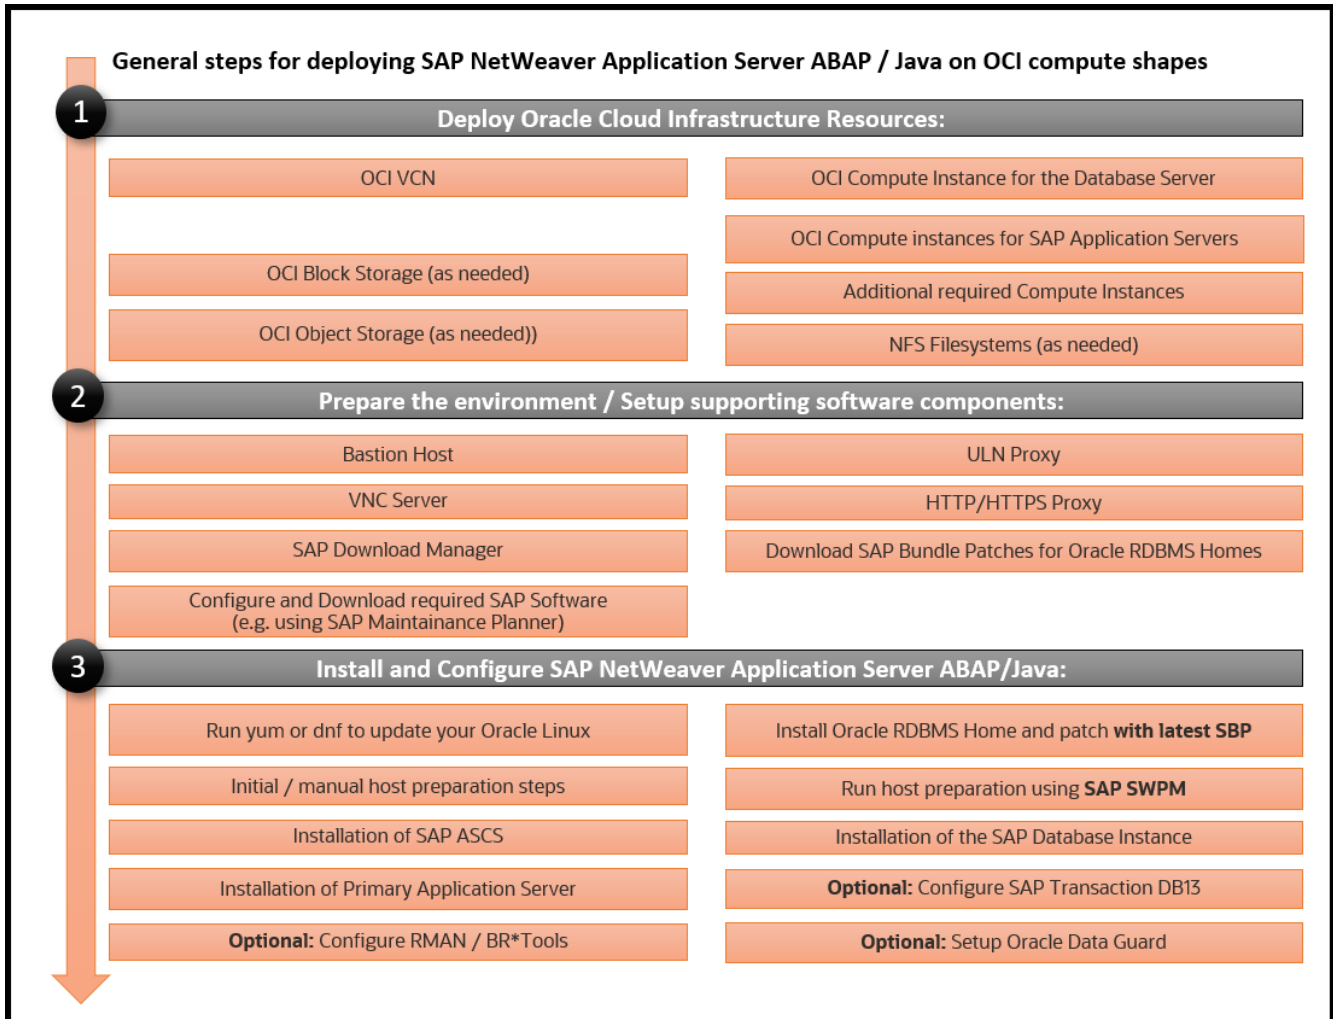 General steps for deploying SAP NetWeaver Application Server ABAP / Java on OCI compute shapes
1
Deploy Oracle Cloud Infrastructure Resources:
OCI VCN
OCI Compute Instance for the Database Server
OCI Compute instances for SAP Application Servers
OCI Block Storage (as needed)
Additional required Compute Instances
OCI Object Storage (as needed))
NFS Filesystems (as needed)
2
Prepare the environment / Setup supporting software components:
Bastion Host
ULN Proxy
VNC Server
HTTP/HTTPS Proxy
SAP Download Manager
Download SAP Bundle Patches for Oracle RDBMS Homes
Configure and Download required SAP Software
(e.g. using SAP Maintainance Planner)
3
Install and Configure SAP NetWeaver Application Server ABAP/Java:
Run yum or dnf to update your Oracle Linux
Install Oracle RDBMS Home and patch with latest SBP
Initial / manual host preparation steps
Run host preparation using SAP SWPM
Installation of SAP ASCS
Installation of the SAP Database Instance
Installation of Primary Application Server
Optional: Configure SAP Transaction DB13
Optional: Configure RMAN / BR*Tools
Optional: Setup Oracle Data Guard